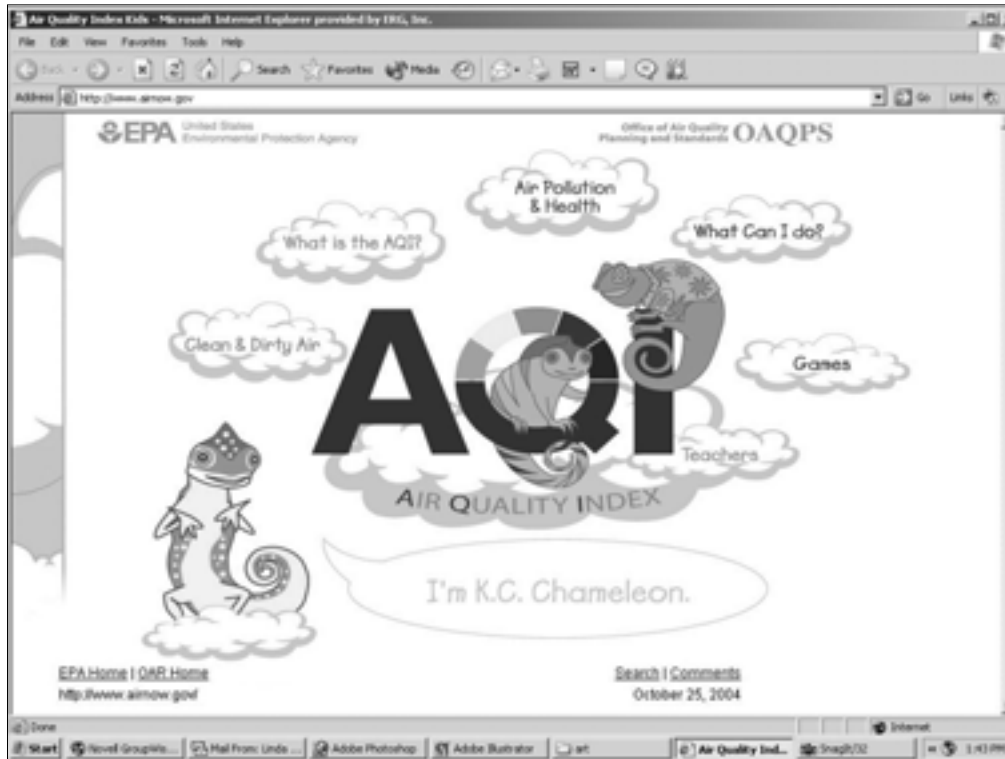 Air Quality Index Kids - Microsoft Internet Explorer provided by ERG, Inc.
File Edit View Favorites Tools Help
Back Search Favorites Media
Address http://www.airnow.gov Go Links
EPA United States
Environmental Protection Agency
Office of Air Quality
Planning and Standards OAQPS
Air Pollution
& Health
What is the AQI?
What Can I do?
Clean & Dirty Air
AQI
Games
Teachers
AIR QUALITY INDEX
I'm K.C. Chameleon.
EPA Home | OAR Home
Search | Comments
http://www.airnow.gov/
October 25, 2004
Done Internet
Start Novell GroupWis... Mail From: Linda ... Adobe Photoshop Adobe Illustrator art Air Quality Ind... SnagIt/32 1:43 PM